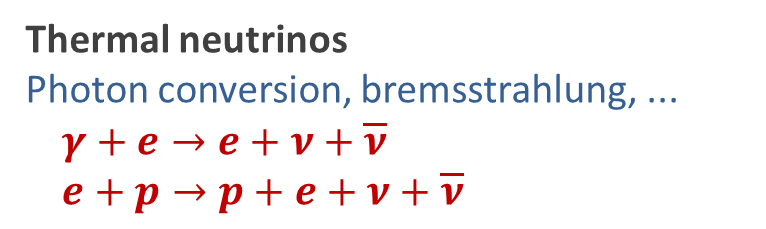 Thermal neutrinos
Photon conversion, bremsstrahlung, ...
γ + e → e + ν + ν̅
e + p → p + e + ν + ν̅